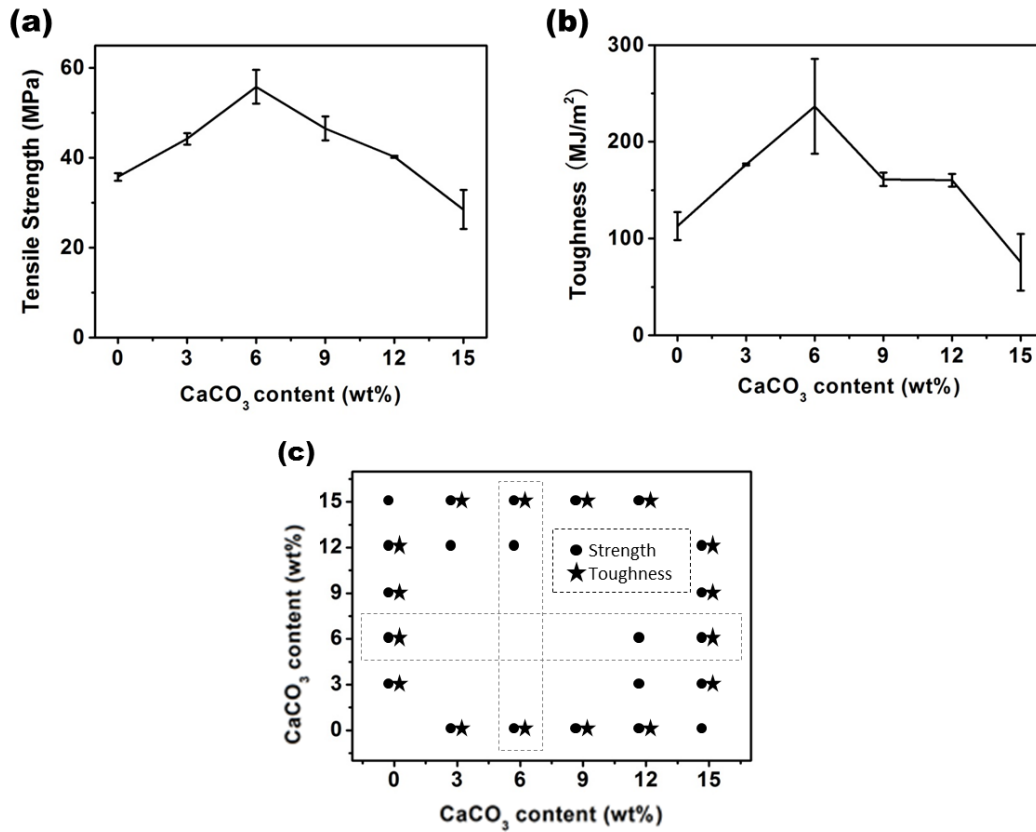 (a)
Tensile Strength (MPa)
60
40
20
0
0 3 6 9 12 15
CaCO₃ content (wt%)
(b)
Toughness (MJ/m²)
300
200
100
0
0 3 6 9 12 15
CaCO₃ content (wt%)
(c)
CaCO₃ content (wt%)
15
12
9
6
3
0
Strength
Toughness
0 3 6 9 12 15
CaCO₃ content (wt%)